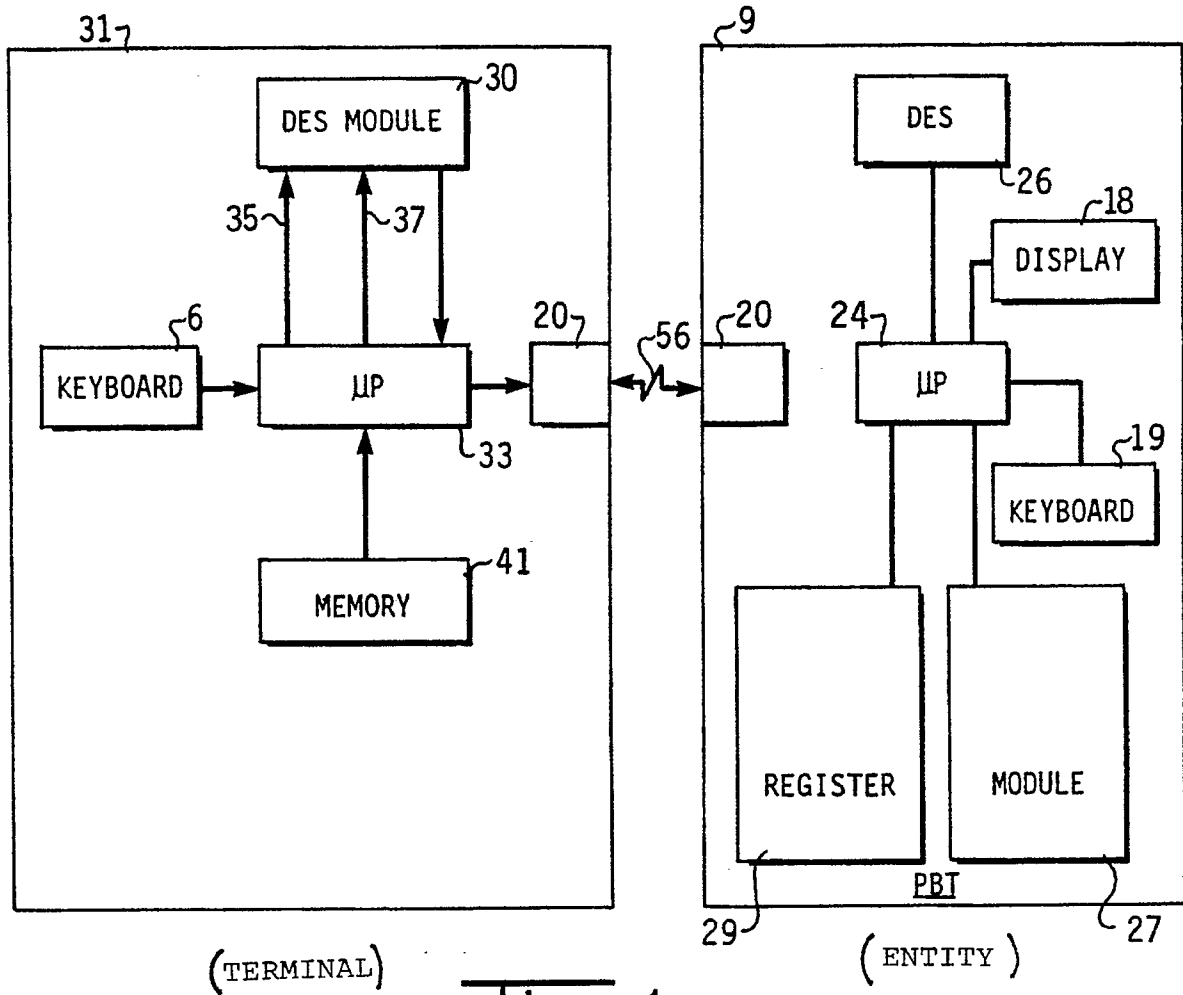 31
9
30
DES MODULE
DES
26
35
37
18
DISPLAY
6
20
56
20
24
KEYBOARD
μP
μP
33
19
KEYBOARD
41
MEMORY
REGISTER
MODULE
PBT
29
27
(TERMINAL)
(ENTITY)